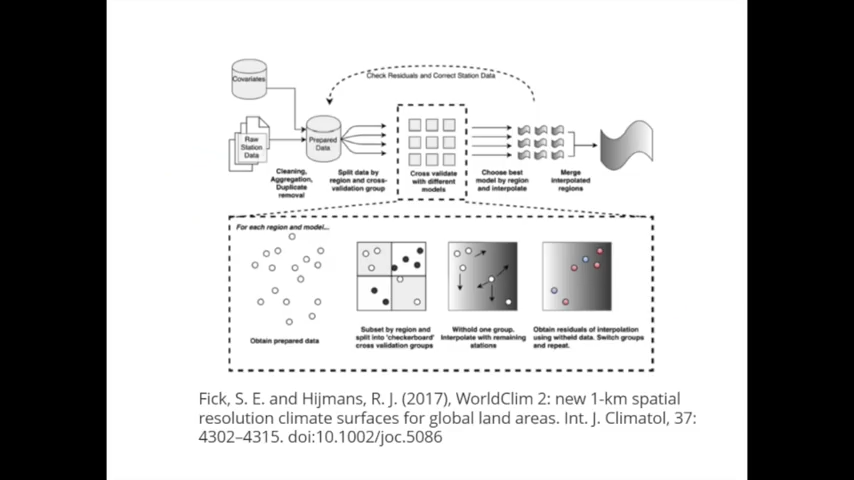 Covariates
Check Residuals and Correct Station Data
Raw
Station
Data
Prepared
Data
Cleaning,
Aggregation,
Duplicate
removal
Split data by
region and cross-
validation group
Cross validate
with different
models
Choose best
model by region
and interpolate
Merge
interpolated
regions
For each region and model...
Obtain prepared data
Subset by region and
split into 'checkerboard'
cross validation groups
Withold one group.
Interpolate with remaining
stations
Obtain residuals of interpolation
using witheld data. Switch groups
and repeat.
Fick, S. E. and Hijmans, R. J. (2017), WorldClim 2: new 1-km spatial
resolution climate surfaces for global land areas. Int. J. Climatol, 37:
4302–4315. doi:10.1002/joc.5086